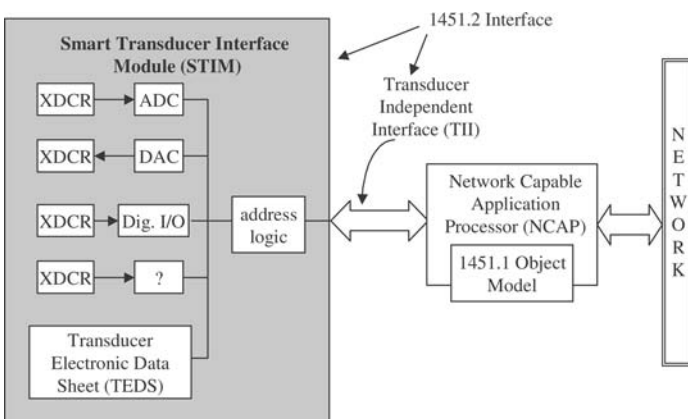 1451.2 Interface
Smart Transducer Interface
Module (STIM)
XDCR
ADC
XDCR
DAC
XDCR
Dig. I/O
XDCR
?
Transducer
Electronic Data
Sheet (TEDS)
address
logic
Transducer
Independent
Interface (TII)
Network Capable
Application
Processor (NCAP)
1451.1 Object
Model
N
E
T
W
O
R
K